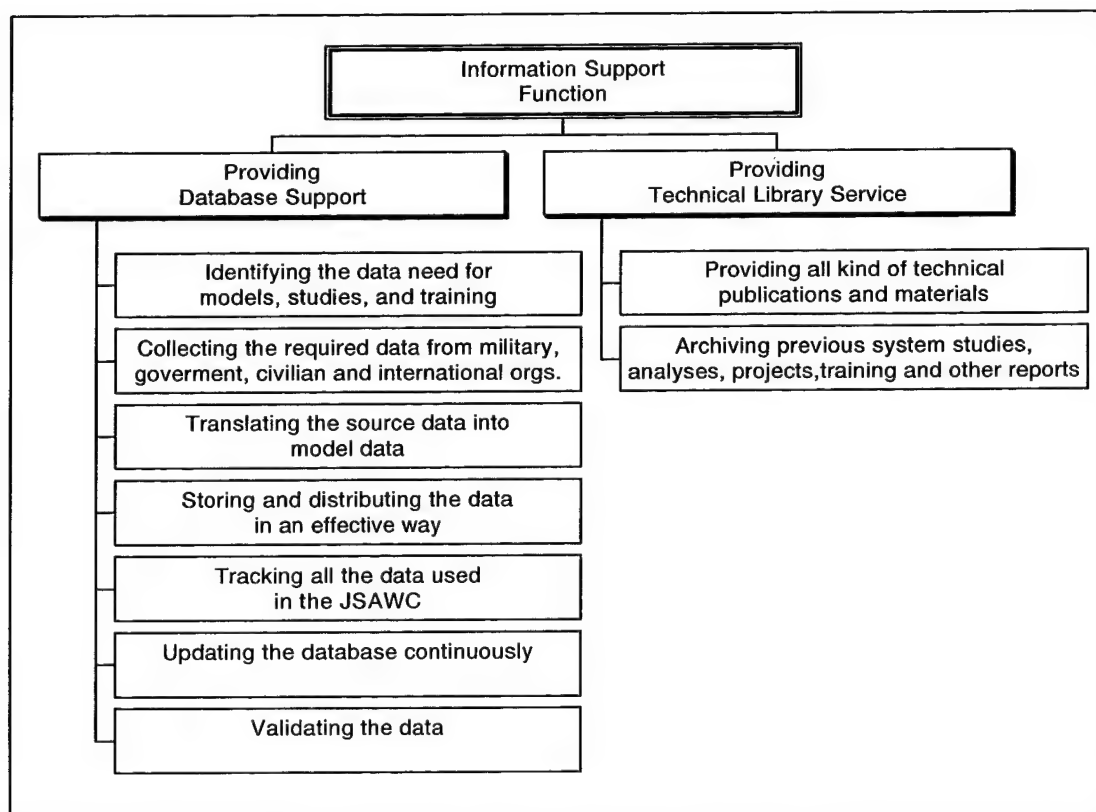 Information Support
Function
Providing
Database Support
Identifying the data need for
models, studies, and training
Collecting the required data from military,
goverment, civilian and international orgs.
Translating the source data into
model data
Storing and distributing the data
in an effective way
Tracking all the data used
in the JSAWC
Updating the database continuously
Validating the data
Providing
Technical Library Service
Providing all kind of technical
publications and materials
Archiving previous system studies,
analyses, projects,training and other reports